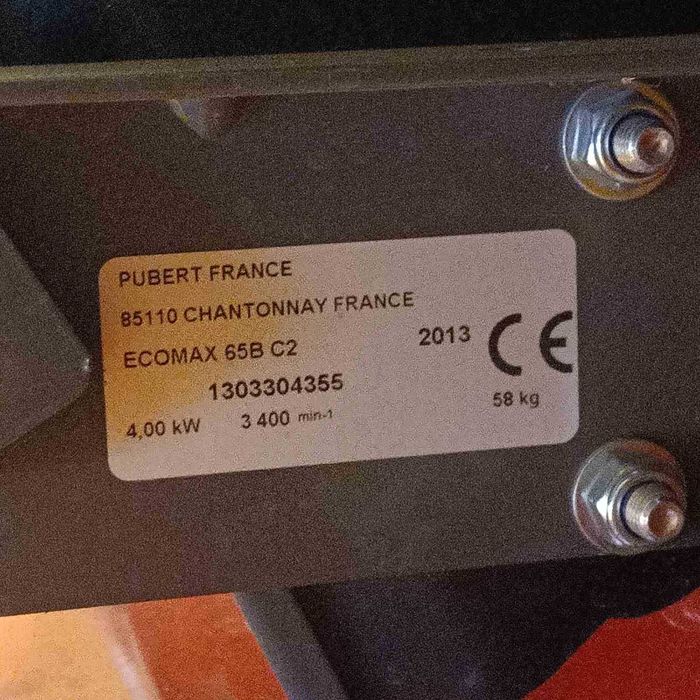 PUBERT FRANCE
85110 CHANTONNAY FRANCE
ECOMAX 65B C2 2013 CE
1303304355
4,00 kW 3 400 min-1 58 kg